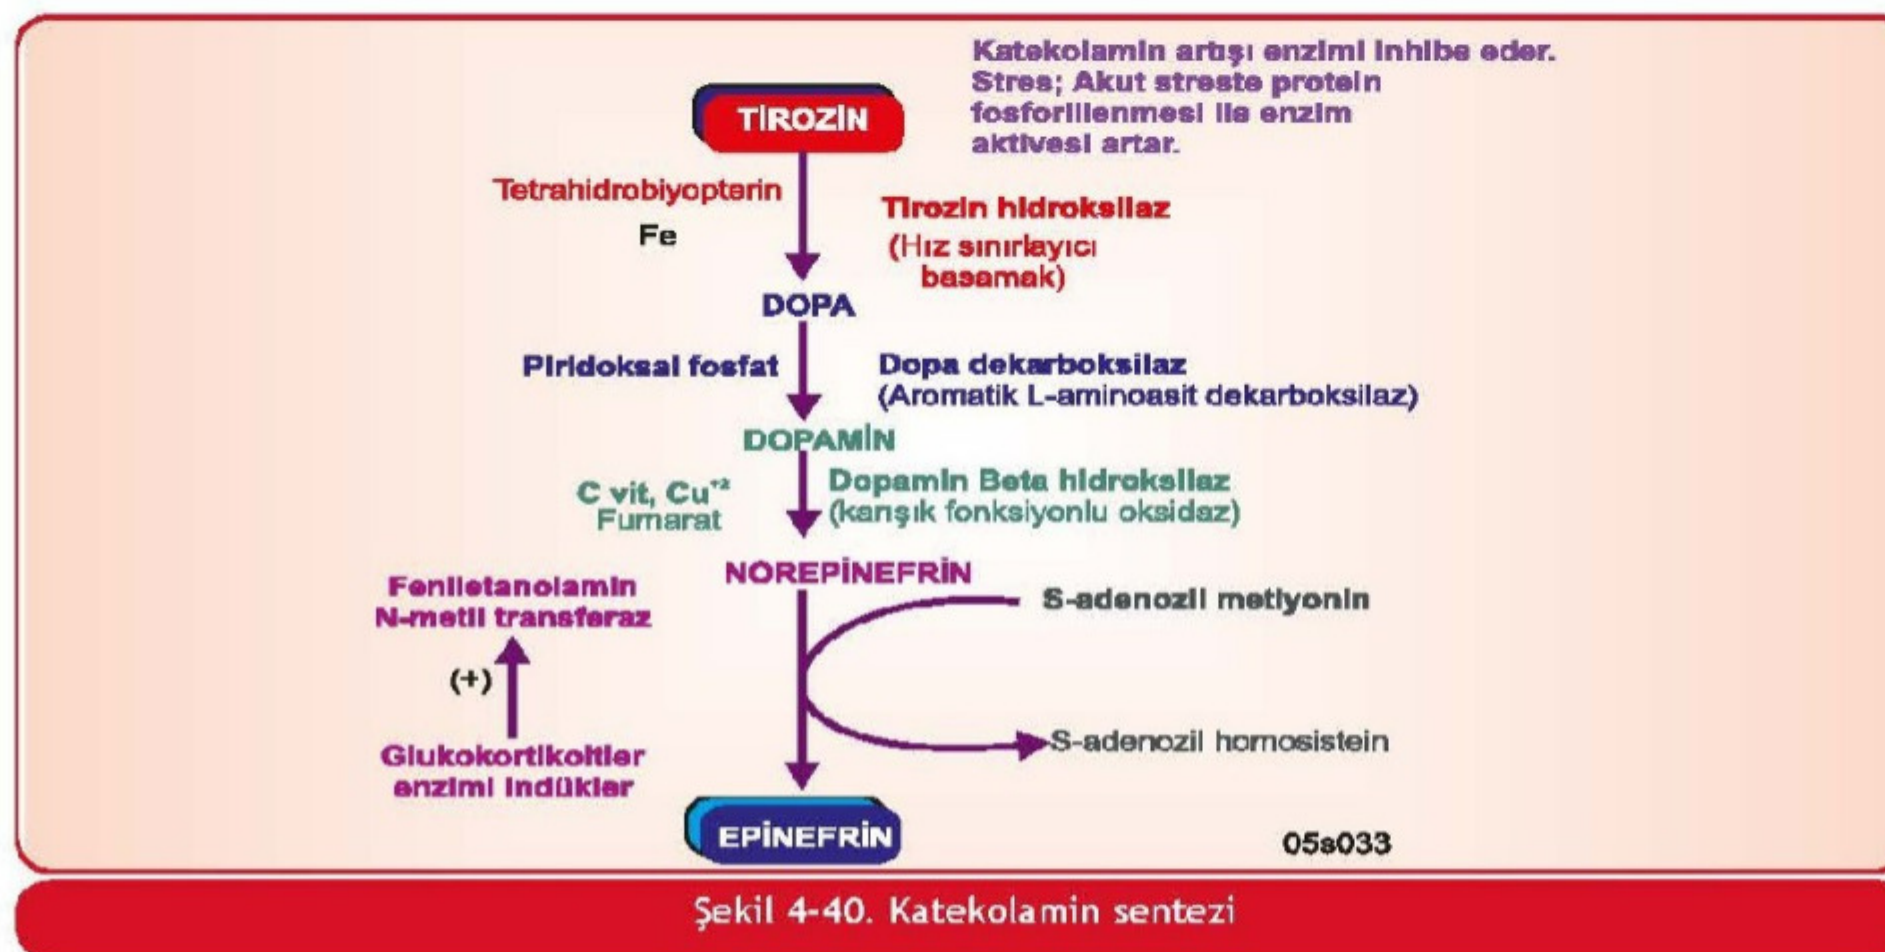 Katekolamin artışı enzimi inhibe eder.
Stres; Akut streste protein
fosforillenmesi ile enzim
aktivesi artar.
TİROZİN
Tetrahidrobiyopterin
Fe
Tirozin hidroksilaz
(Hız sınırlayıcı
basamak)
DOPA
Piridoksal fosfat
Dopa dekarboksilaz
(Aromatik L-aminoasit dekarboksilaz)
DOPAMİN
C vit, Cu⁺²
Fumarat
Dopamin Beta hidroksilaz
(karışık fonksiyonlu oksidaz)
NOREPİNEFRİN
Feniletanolamin
N-metil transferaz
(+)
Glukokortikoitler
enzimi indükler
S-adenozil metiyonin
S-adenozil homosistein
EPİNEFRİN
05s033
Şekil 4-40. Katekolamin sentezi